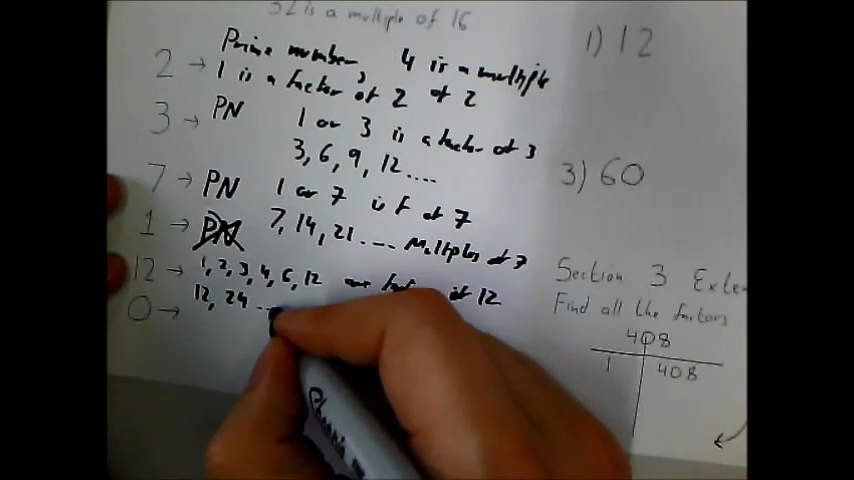 32 is a multiple of 16
2 → Prime number, 4 is a multiple
1 is a factor of 2 of 2
3 → PN 1 or 3 is a factor of 3
3, 6, 9, 12....
7 → PN 1 or 7 is F of 7
1 → PN 7, 14, 21.... Multiples of 7
12 → 1, 2, 3, 4, 6, 12 are of 12
12, 24 ...
0 →
1) 12
3) 60
Section 3 Exte
Find all the factors
408
1 408
Sharpie